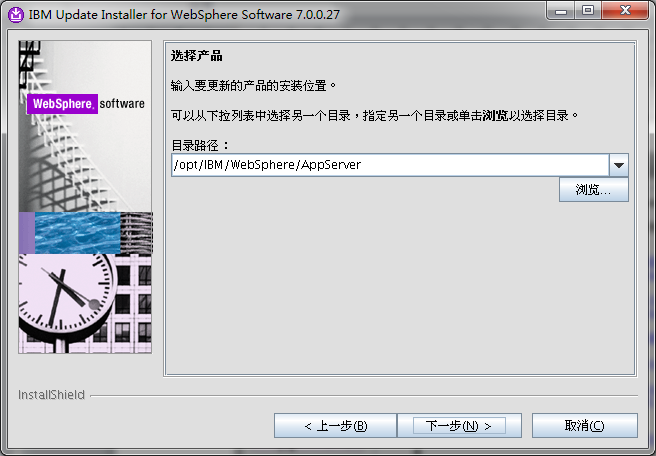 IBM Update Installer for WebSphere Software 7.0.0.27
WebSphere. software
选择产品
输入要更新的产品的安装位置。
可以从下拉列表中选择另一个目录，指定另一个目录或单击浏览以选择目录。
目录路径：
/opt/IBM/WebSphere/AppServer
浏览...
InstallShield
< 上一步(B)
下一步(N) >
取消(C)